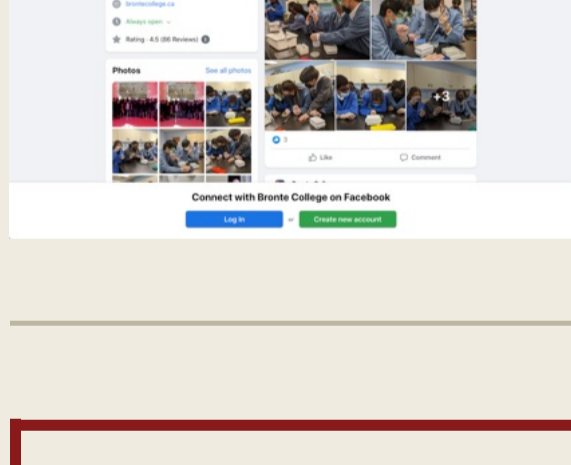 brontecollege.ca
Always open
Rating · 4.5 (66 Reviews)
Photos
See all photos
+3
3
Like
Comment
Connect with Bronte College on Facebook
Log In
or
Create new account